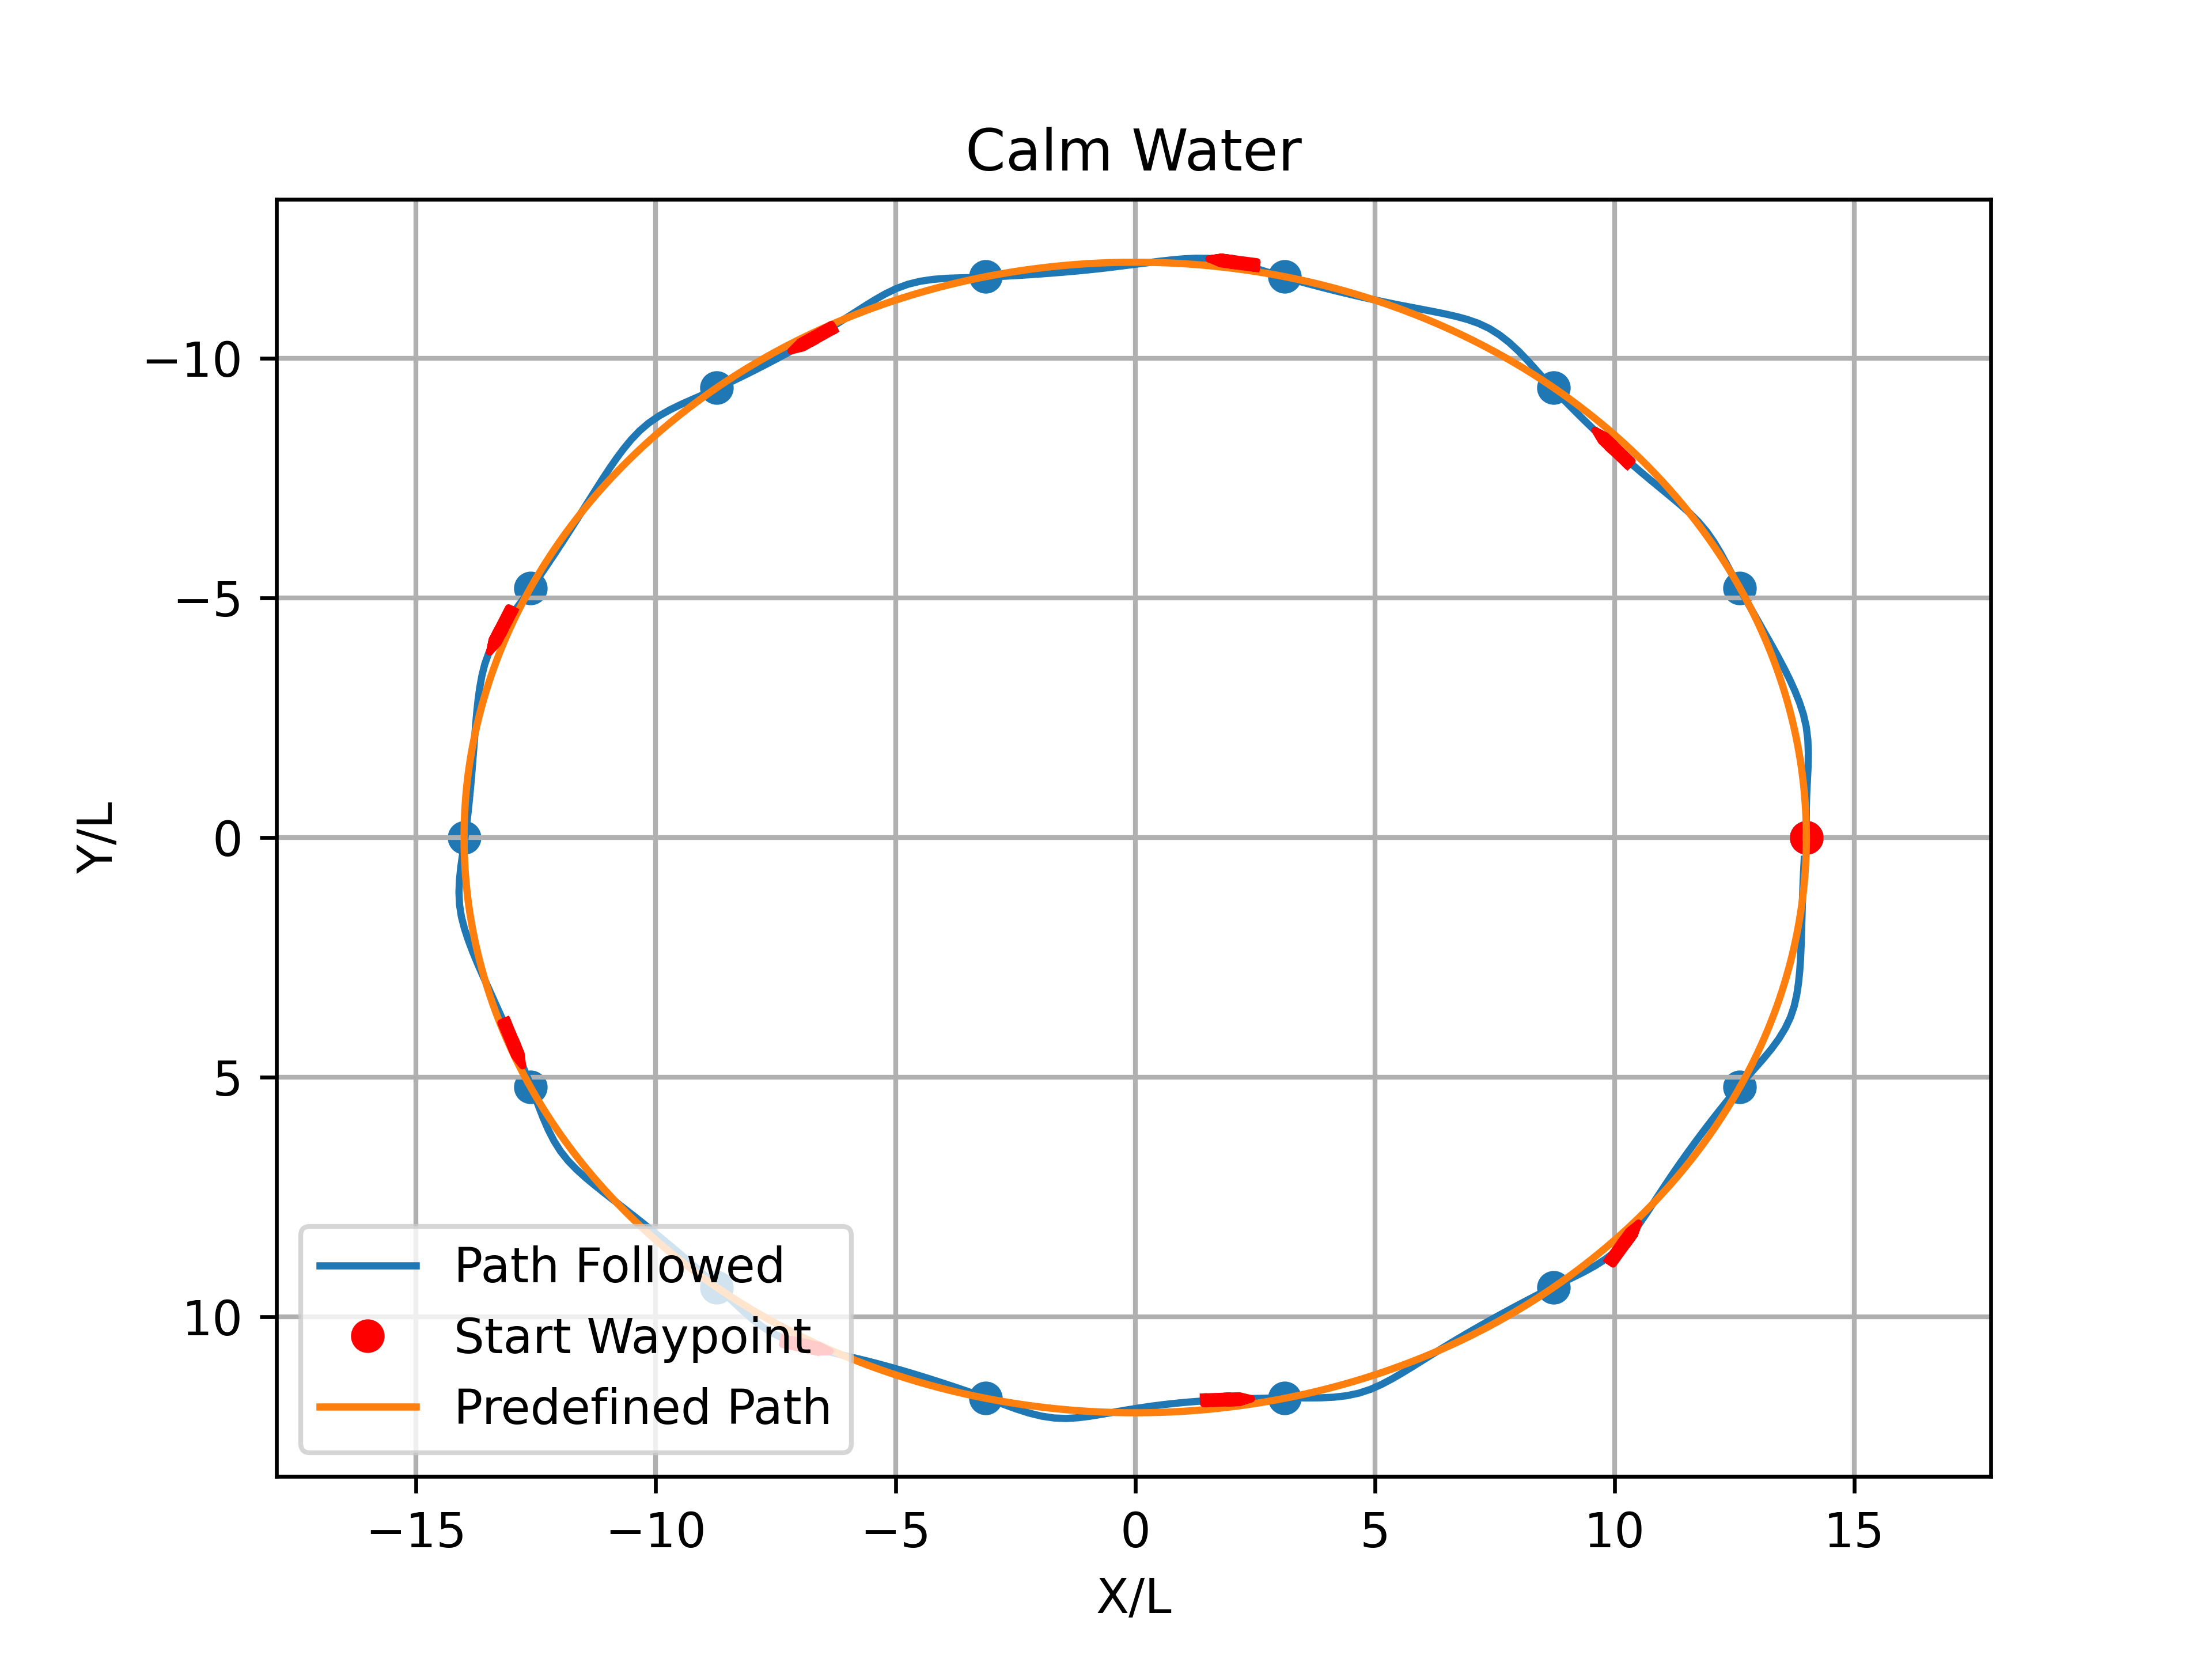 Calm Water
−10
−5
0
5
10
Y/L
Path Followed
Start Waypoint
Predefined Path
−15 −10 −5 0 5 10 15
X/L